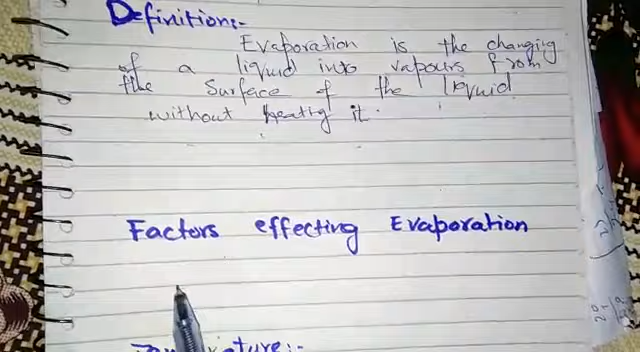 Definition:-
Evaporation is the changing
of a liquid into vapours from
the surface of the liquid
without heating it.
Factors effecting Evaporation